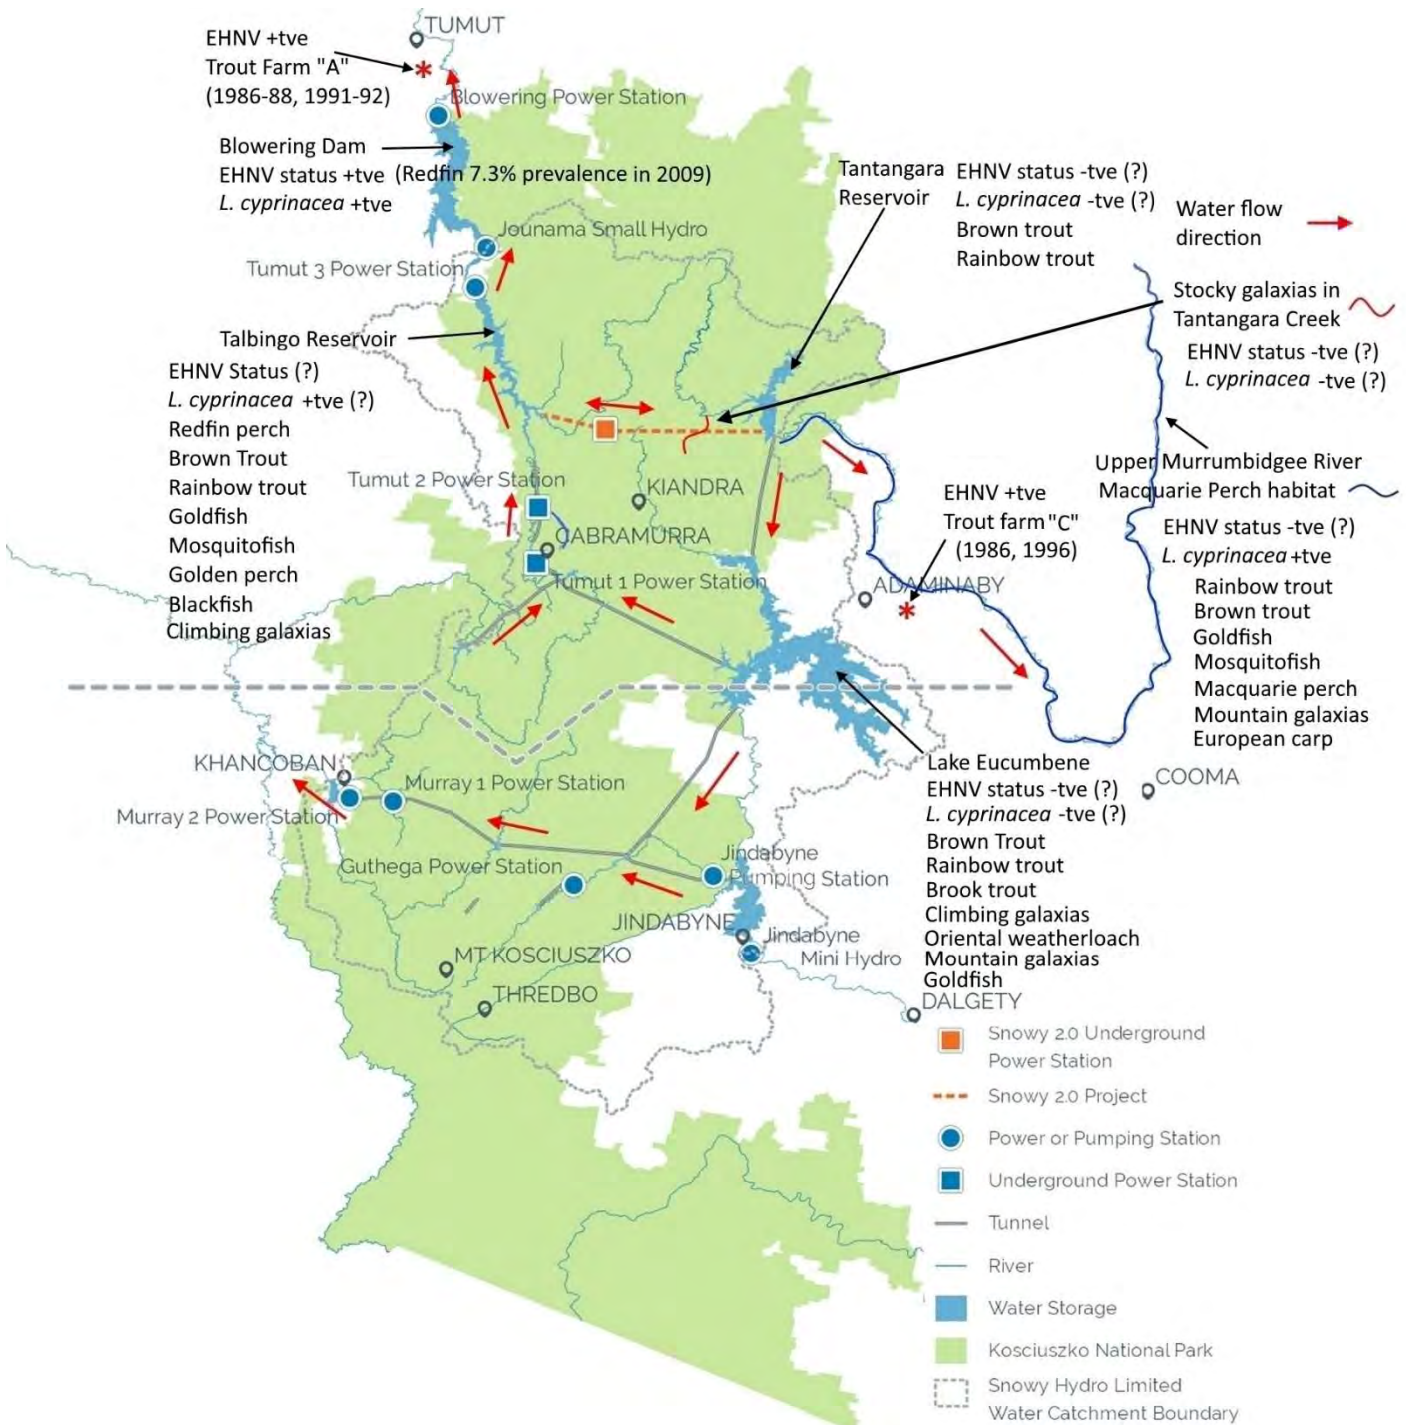 TUMUT
EHNV +tve
Trout Farm "A"
(1986-88, 1991-92)
Blowering Power Station
Blowering Dam
EHNV status +tve (Redfin 7.3% prevalence in 2009)
L. cyprinacea +tve
Jounama Small Hydro
Tumut 3 Power Station
Talbingo Reservoir
EHNV Status (?)
L. cyprinacea +tve (?)
Redfin perch
Brown Trout
Rainbow trout
Goldfish
Mosquitofish
Golden perch
Blackfish
Climbing galaxias
Tumut 2 Power Station
KIANDRA
CABRAMURRA
Tumut 1 Power Station
Tantangara
Reservoir
EHNV status -tve (?)
L. cyprinacea -tve (?)
Brown trout
Rainbow trout
Water flow
direction
Stocky galaxias in
Tantangara Creek
EHNV status -tve (?)
L. cyprinacea -tve (?)
Upper Murrumbidgee River
Macquarie Perch habitat
EHNV status -tve (?)
L. cyprinacea +tve
Rainbow trout
Brown trout
Goldfish
Mosquitofish
Macquarie perch
Mountain galaxias
European carp
EHNV +tve
Trout farm "C"
(1986, 1996)
ADAMINABY
COOMA
Lake Eucumbene
EHNV status -tve (?)
L. cyprinacea -tve (?)
Brown Trout
Rainbow trout
Brook trout
Climbing galaxias
Oriental weatherloach
Mountain galaxias
Goldfish
KHANCOBAN
Murray 1 Power Station
Murray 2 Power Station
Guthega Power Station
Jindabyne
Pumping Station
JINDABYNE
Jindabyne
Mini Hydro
MT KOSCIUSZKO
THREDBO
DALGETY
Snowy 2.0 Underground
Power Station
Snowy 2.0 Project
Power or Pumping Station
Underground Power Station
Tunnel
River
Water Storage
Kosciuszko National Park
Snowy Hydro Limited
Water Catchment Boundary